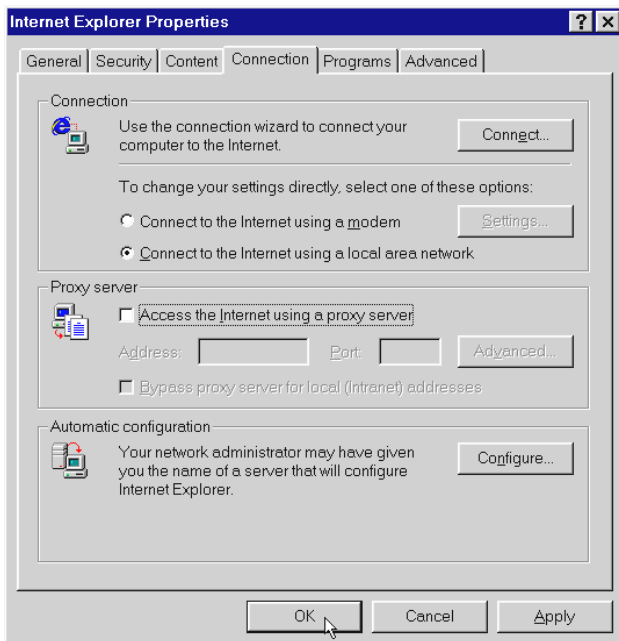 Internet Explorer Properties
General Security Content Connection Programs Advanced
Connection
Use the connection wizard to connect your
computer to the Internet.
Connect...
To change your settings directly, select one of these options:
Connect to the Internet using a modem
Settings...
Connect to the Internet using a local area network
Proxy server
Access the Internet using a proxy server
Address:
Port:
Advanced...
Bypass proxy server for local (Intranet) addresses
Automatic configuration
Your network administrator may have given
you the name of a server that will configure
Internet Explorer.
Configure...
OK Cancel Apply